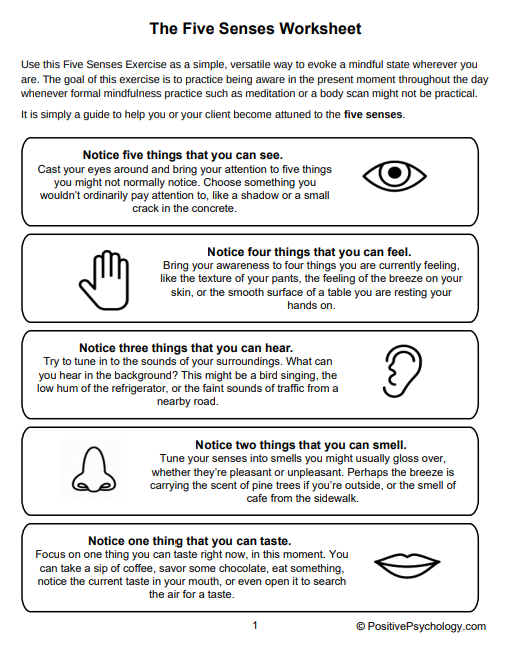 The Five Senses Worksheet
Use this Five Senses Exercise as a simple, versatile way to evoke a mindful state wherever you
are. The goal of this exercise is to practice being aware in the present moment throughout the day
whenever formal mindfulness practice such as meditation or a body scan might not be practical.
It is simply a guide to help you or your client become attuned to the five senses.
Notice five things that you can see.
Cast your eyes around and bring your attention to five things
you might not normally notice. Choose something you
wouldn't ordinarily pay attention to, like a shadow or a small
crack in the concrete.
Notice four things that you can feel.
Bring your awareness to four things you are currently feeling,
like the texture of your pants, the feeling of the breeze on your
skin, or the smooth surface of a table you are resting your
hands on.
Notice three things that you can hear.
Try to tune in to the sounds of your surroundings. What can
you hear in the background? This might be a bird singing, the
low hum of the refrigerator, or the faint sounds of traffic from a
nearby road.
Notice two things that you can smell.
Tune your senses into smells you might usually gloss over,
whether they're pleasant or unpleasant. Perhaps the breeze is
carrying the scent of pine trees if you're outside, or the smell of
cafe from the sidewalk.
Notice one thing that you can taste.
Focus on one thing you can taste right now, in this moment. You
can take a sip of coffee, savor some chocolate, eat something,
notice the current taste in your mouth, or even open it to search
the air for a taste.
1
© PositivePsychology.com